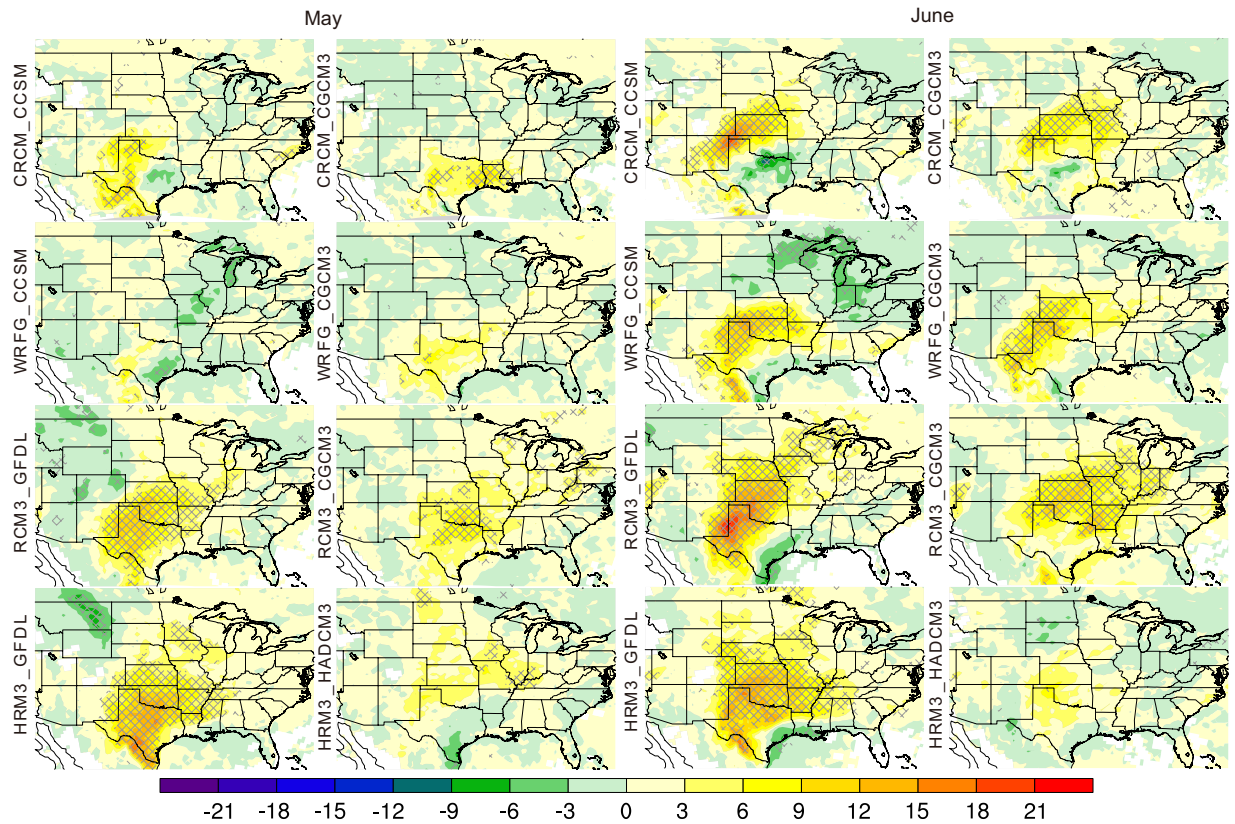 May
June
CRCM_CCSM
CRCM_CGCM3
CRCM_CCSM
CRCM_CGCM3
WRFG_CCSM
WRFG_CGCM3
WRFG_CCSM
WRFG_CGCM3
RCM3_GFDL
RCM3_CGCM3
RCM3_GFDL
RCM3_CGCM3
HRM3_GFDL
HRM3_HADCM3
HRM3_GFDL
HRM3_HADCM3
-21 -18 -15 -12 -9 -6 -3 0 3 6 9 12 15 18 21